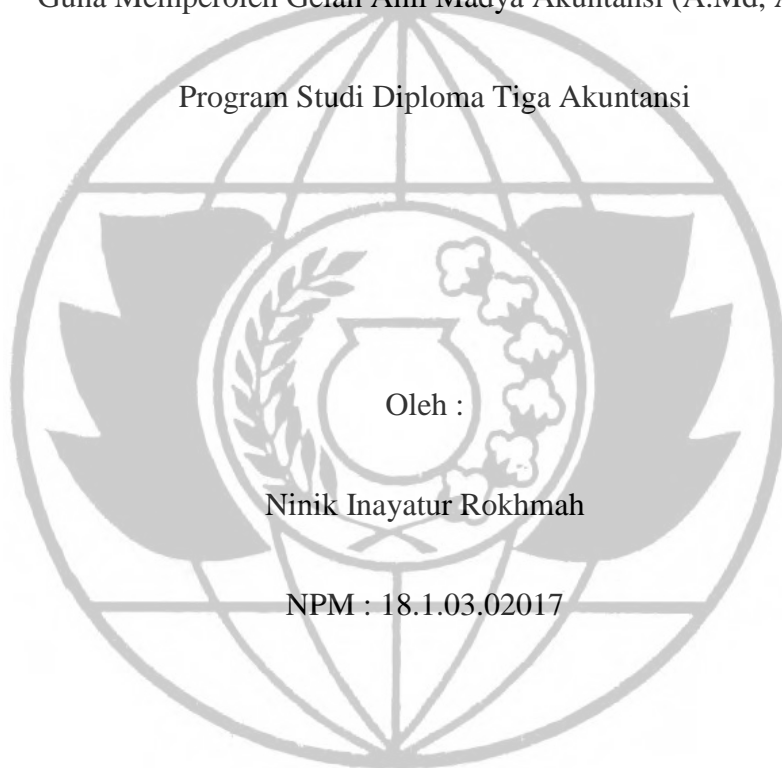 Guna Memperoleh Gelah Ahli Madya Akuntansi (A.Md,
Program Studi Diploma Tiga Akuntansi
Oleh :
Ninik Inayatur Rokhmah
NPM : 18.1.03.02017